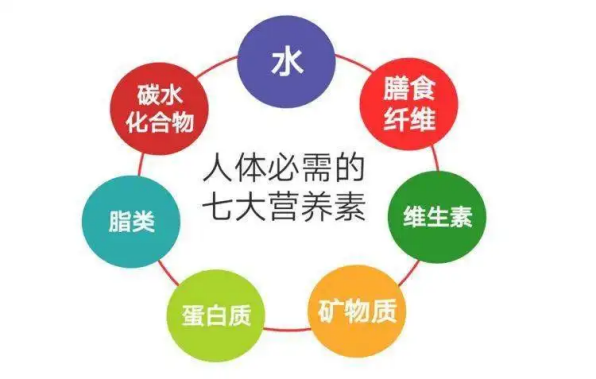 水
膳食
纤维
维生素
矿物质
蛋白质
脂类
碳水
化合物
人体必需的
七大营养素